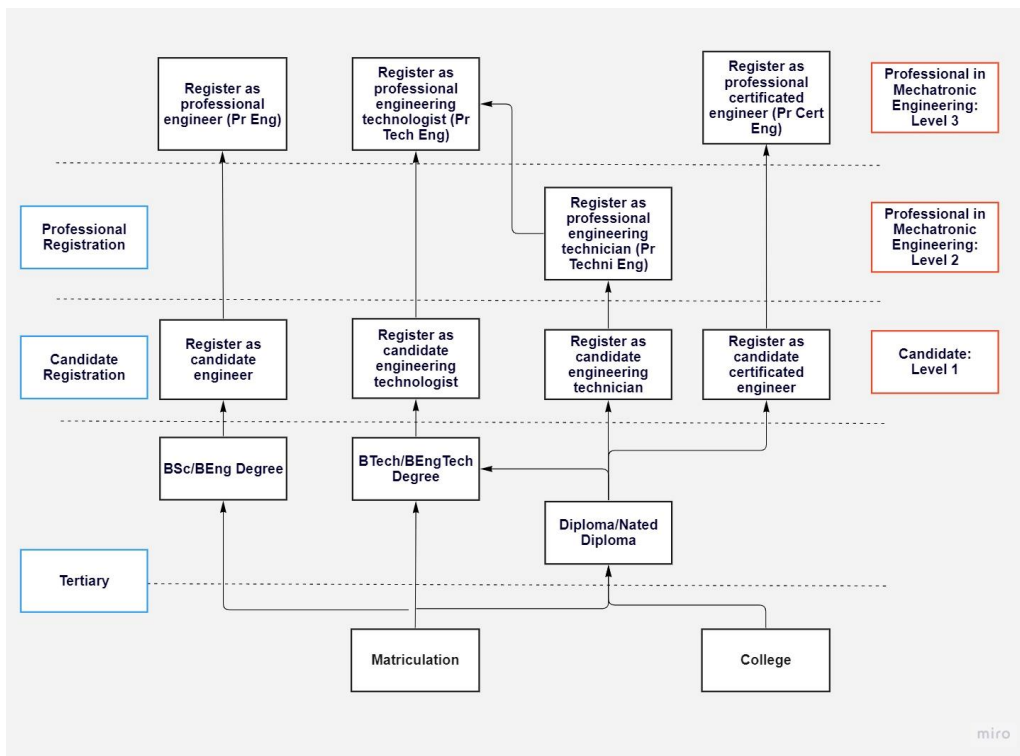 Register as
professional
engineer (Pr Eng)
Register as
professional
engineering
technologist (Pr
Tech Eng)
Register as
professional
certificated
engineer (Pr Cert
Eng)
Professional in
Mechatronic
Engineering:
Level 3
Professional
Registration
Register as
professional
engineering
technician (Pr
Techni Eng)
Professional in
Mechatronic
Engineering:
Level 2
Candidate
Registration
Register as
candidate
engineer
Register as
candidate
engineering
technologist
Register as
candidate
engineering
technician
Register as
candidate
certificated
engineer
Candidate:
Level 1
BSc/BEng Degree
BTech/BEngTech
Degree
Diploma/Nated
Diploma
Tertiary
Matriculation
College
miro